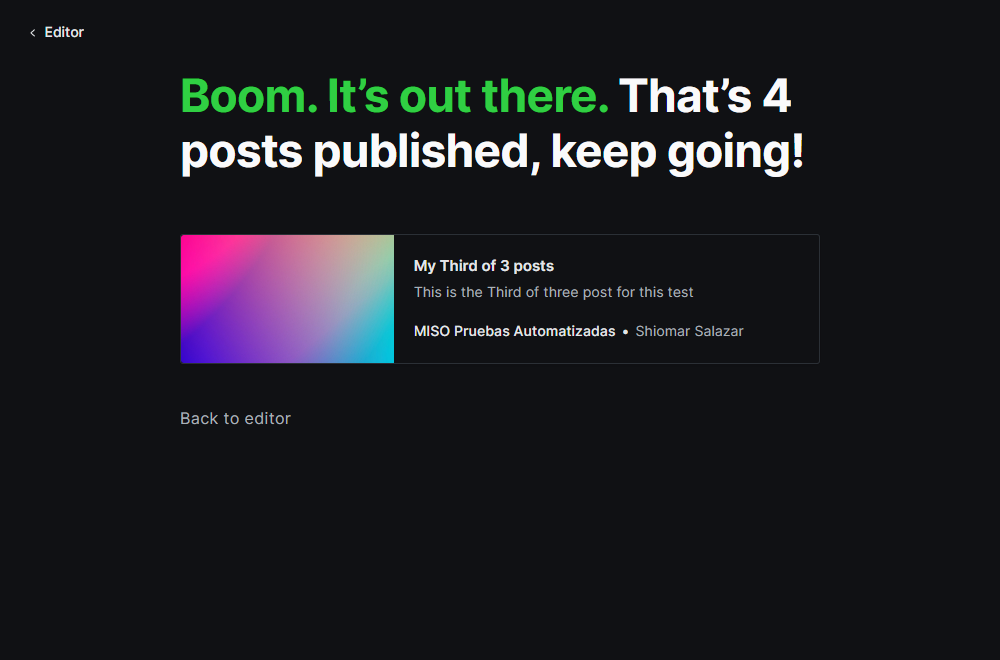 Editor
Boom. It’s out there. That’s 4
posts published, keep going!
My Third of 3 posts
This is the Third of three post for this test
MISO Pruebas Automatizadas • Shiomar Salazar
Back to editor